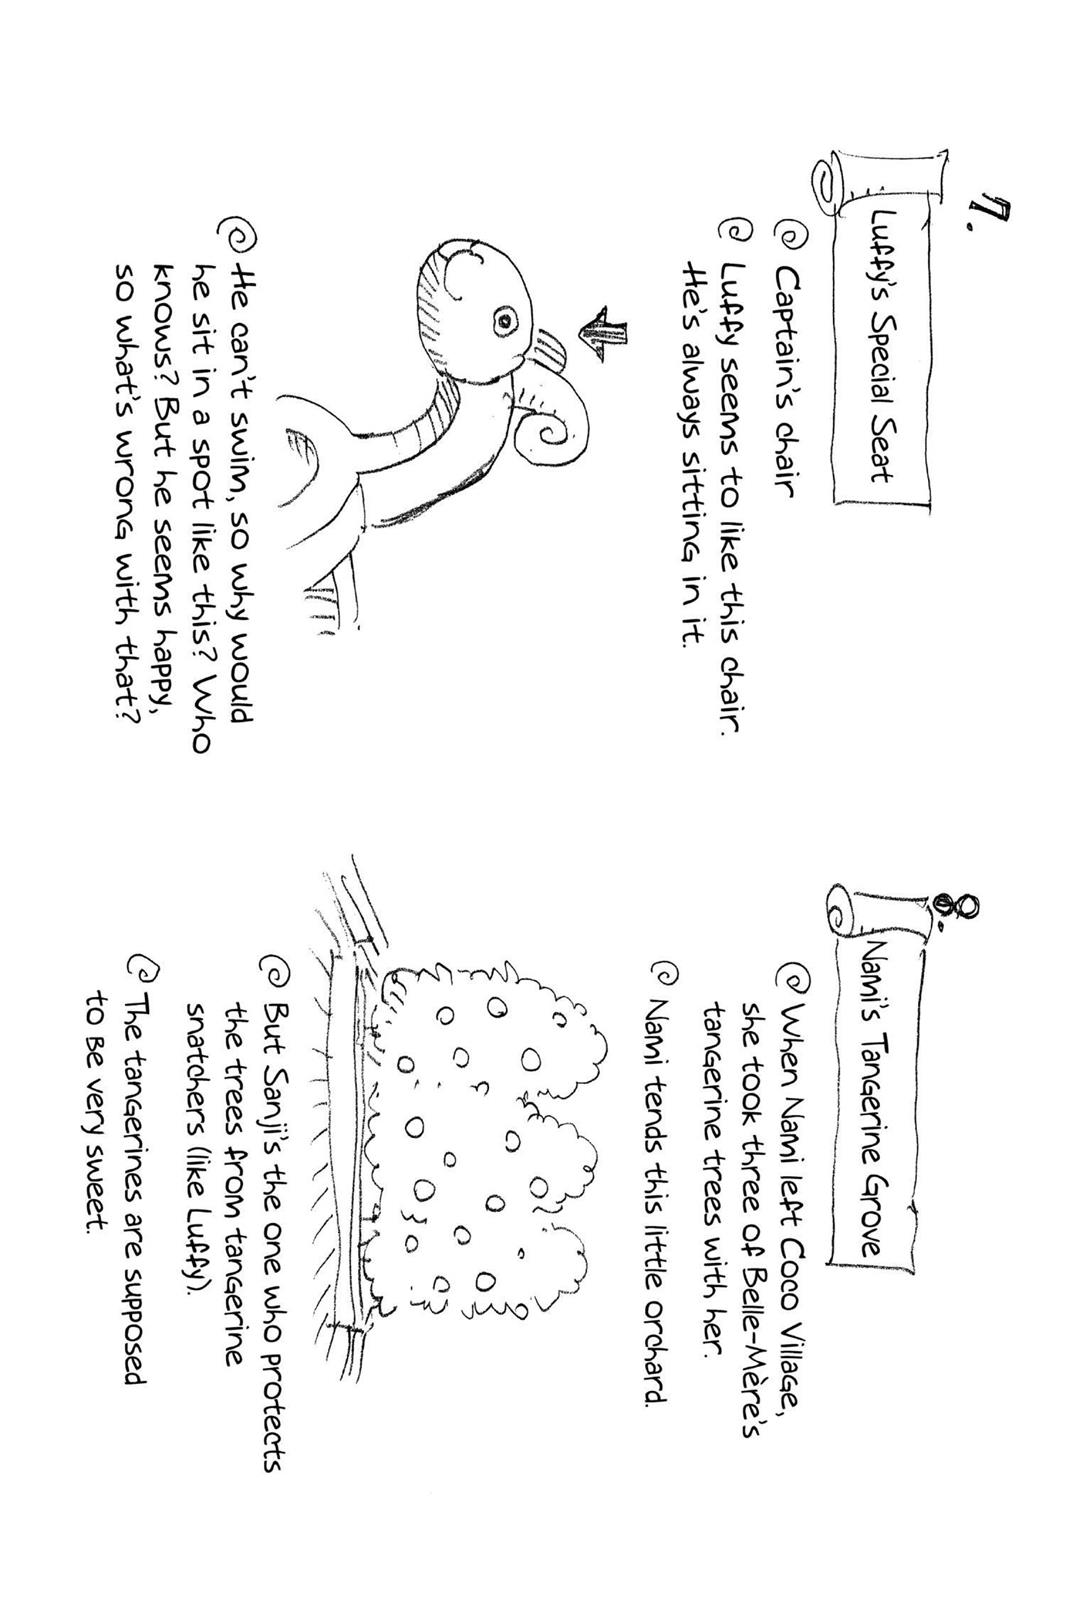 7.
Luffy's Special Seat
Captain's chair
Luffy seems to like this chair.
He's always sitting in it.
He can't swim, so why would
he sit in a spot like this? Who
knows? But he seems happy,
so what's wrong with that?
8.
Nami's Tangerine Grove
When Nami left Coco Village,
she took three of Belle-Mère's
tangerine trees with her.
Nami tends this little orchard.
But Sanji's the one who protects
the trees from tangerine
snatchers (like Luffy).
The tangerines are supposed
to be very sweet.